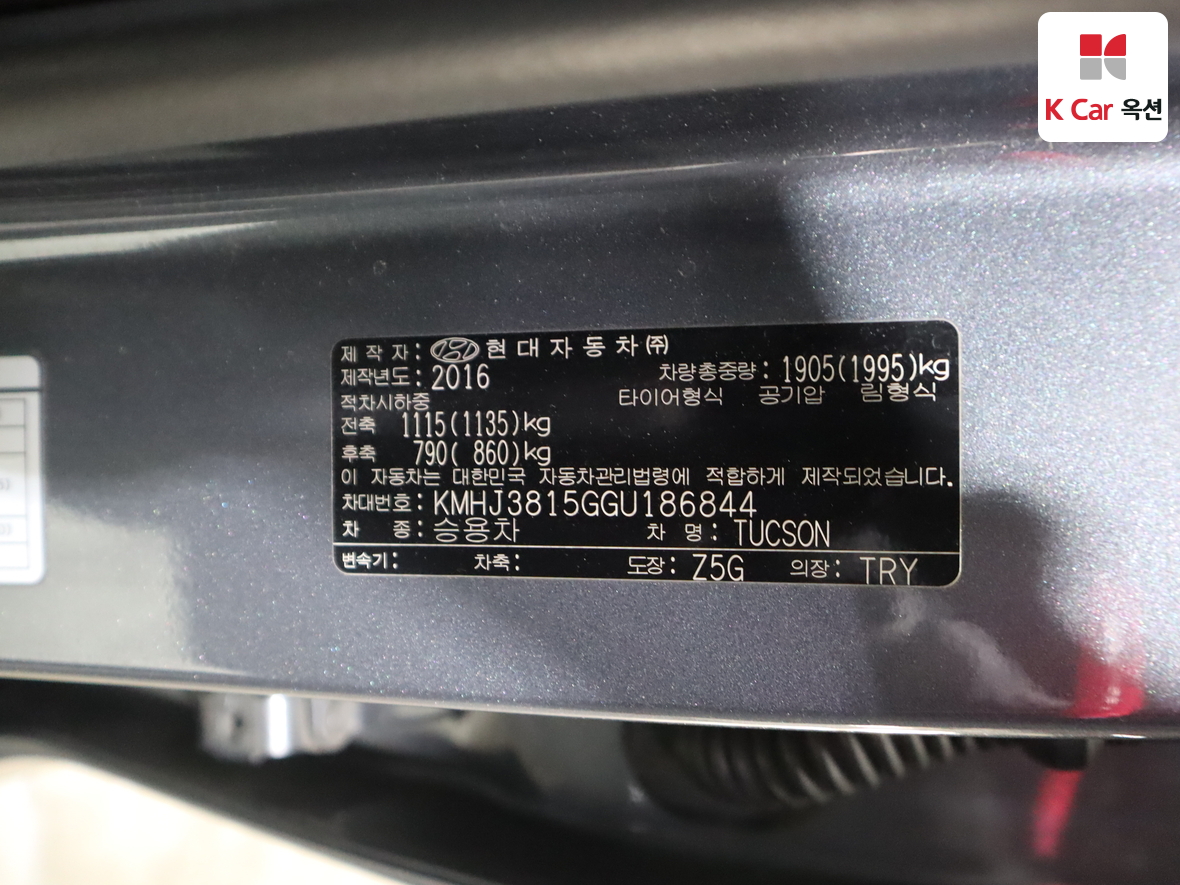 K Car 옥션
제 작 자 : 현 대 자 동 차 ㈜
제작년도 : 2016 차량총중량 : 1905(1995)kg
적차시하중 타이어형식 공기압 림형식
전축 1115(1135)kg
후축 790( 860)kg
이 자동차는 대한민국 자동차관리법령에 적합하게 제작되었습니다.
차대번호 : KMHJ3815GGU186844
차 종 : 승용차 차 명 : TUCSON
변속기 : 차축 : 도장 : Z5G 의장 : TRY